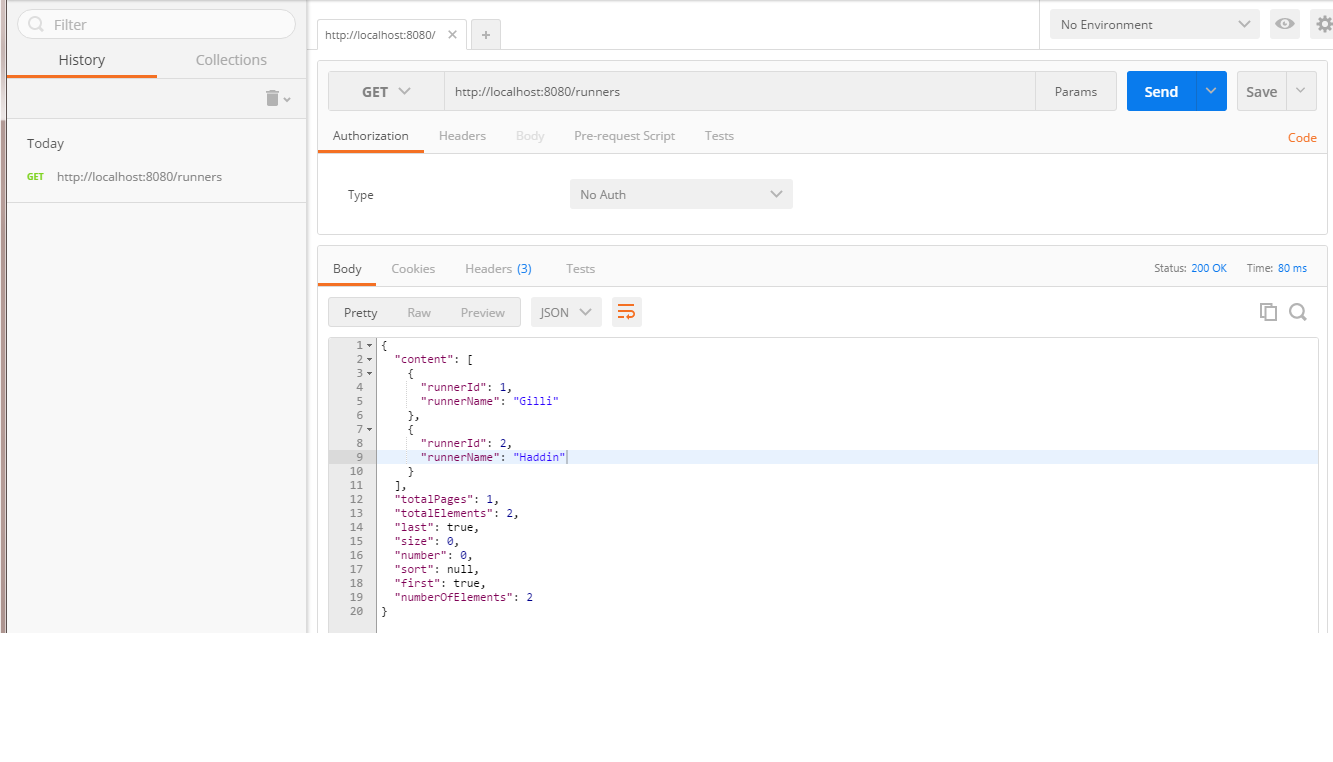 Filter
History Collections
Today
GET http://localhost:8080/runners
http://localhost:8080/ × +
No Environment
GET http://localhost:8080/runners Params Send Save
Authorization Headers Body Pre-request Script Tests Code
Type No Auth
Body Cookies Headers (3) Tests Status: 200 OK Time: 80 ms
Pretty Raw Preview JSON
1 {
2 "content": [
3 {
4 "runnerId": 1,
5 "runnerName": "Gilli"
6 },
7 {
8 "runnerId": 2,
9 "runnerName": "Haddin"
10 }
11 ],
12 "totalPages": 1,
13 "totalElements": 2,
14 "last": true,
15 "size": 0,
16 "number": 0,
17 "sort": null,
18 "first": true,
19 "numberOfElements": 2
20 }